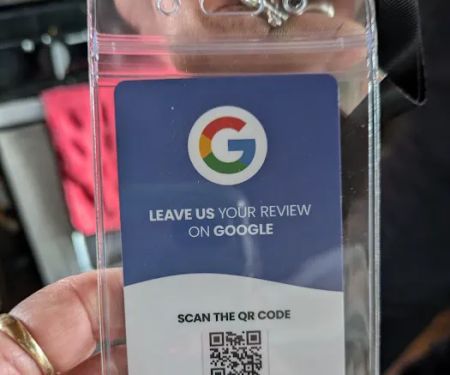 G
LEAVE US YOUR REVIEW
ON GOOGLE
SCAN THE QR CODE